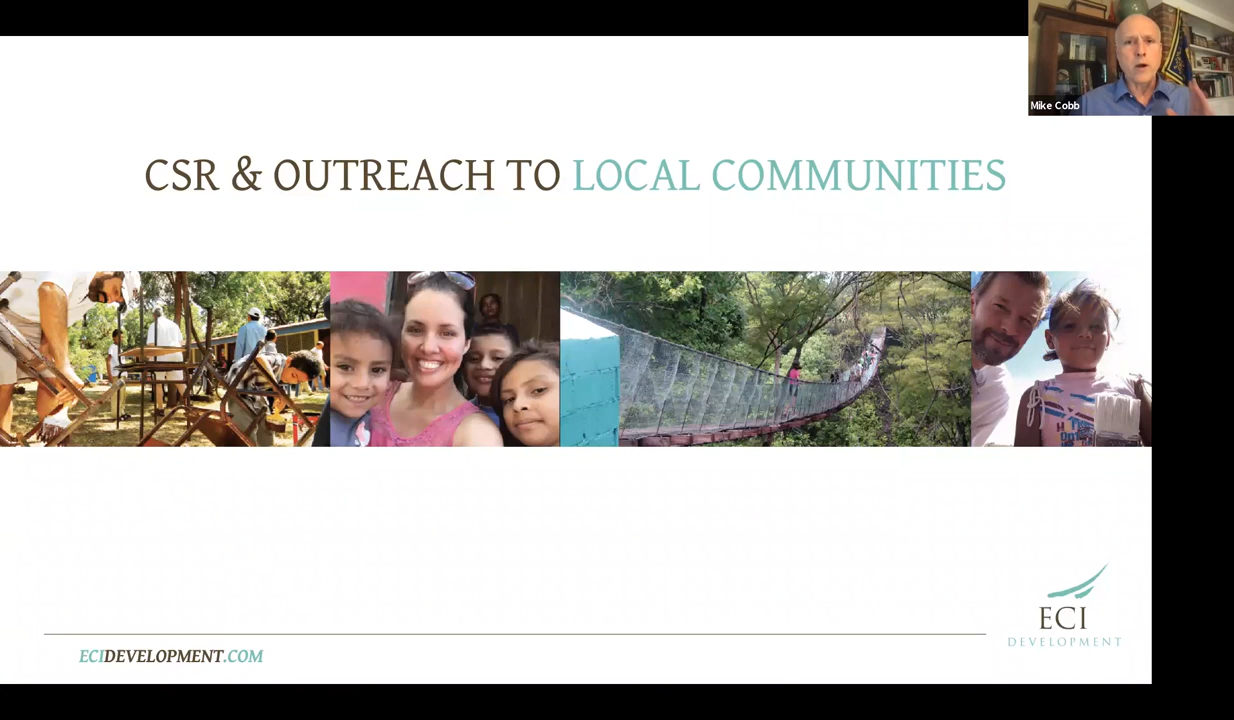 Mike Cobb
CSR & OUTREACH TO LOCAL COMMUNITIES
ECI
DEVELOPMENT
ECIDEVELOPMENT.COM